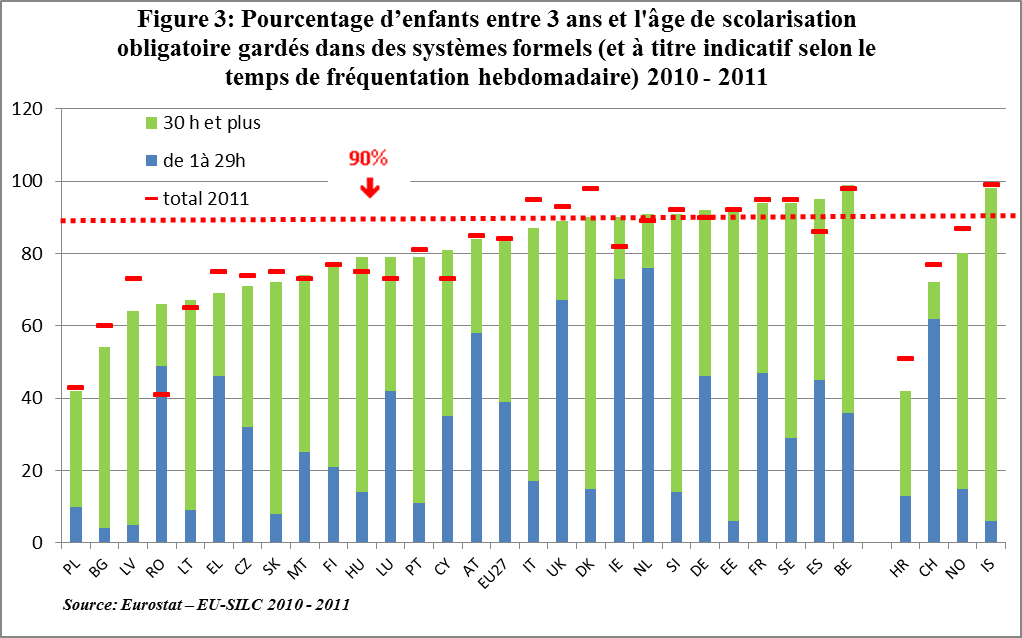 Figure 3: Pourcentage d’enfants entre 3 ans et l'âge de scolarisation
obligatoire gardés dans des systèmes formels (et à titre indicatif selon le
temps de fréquentation hebdomadaire) 2010 - 2011
120
100
80
60
40
20
0
30 h et plus
de 1à 29h
total 2011
90%
PL BG LV RO LT EL CZ SK MT FI HU LU PT CY AT EU27 IT UK DK IE NL SI DE EE FR SE ES BE HR CH NO IS
Source: Eurostat – EU-SILC 2010 - 2011